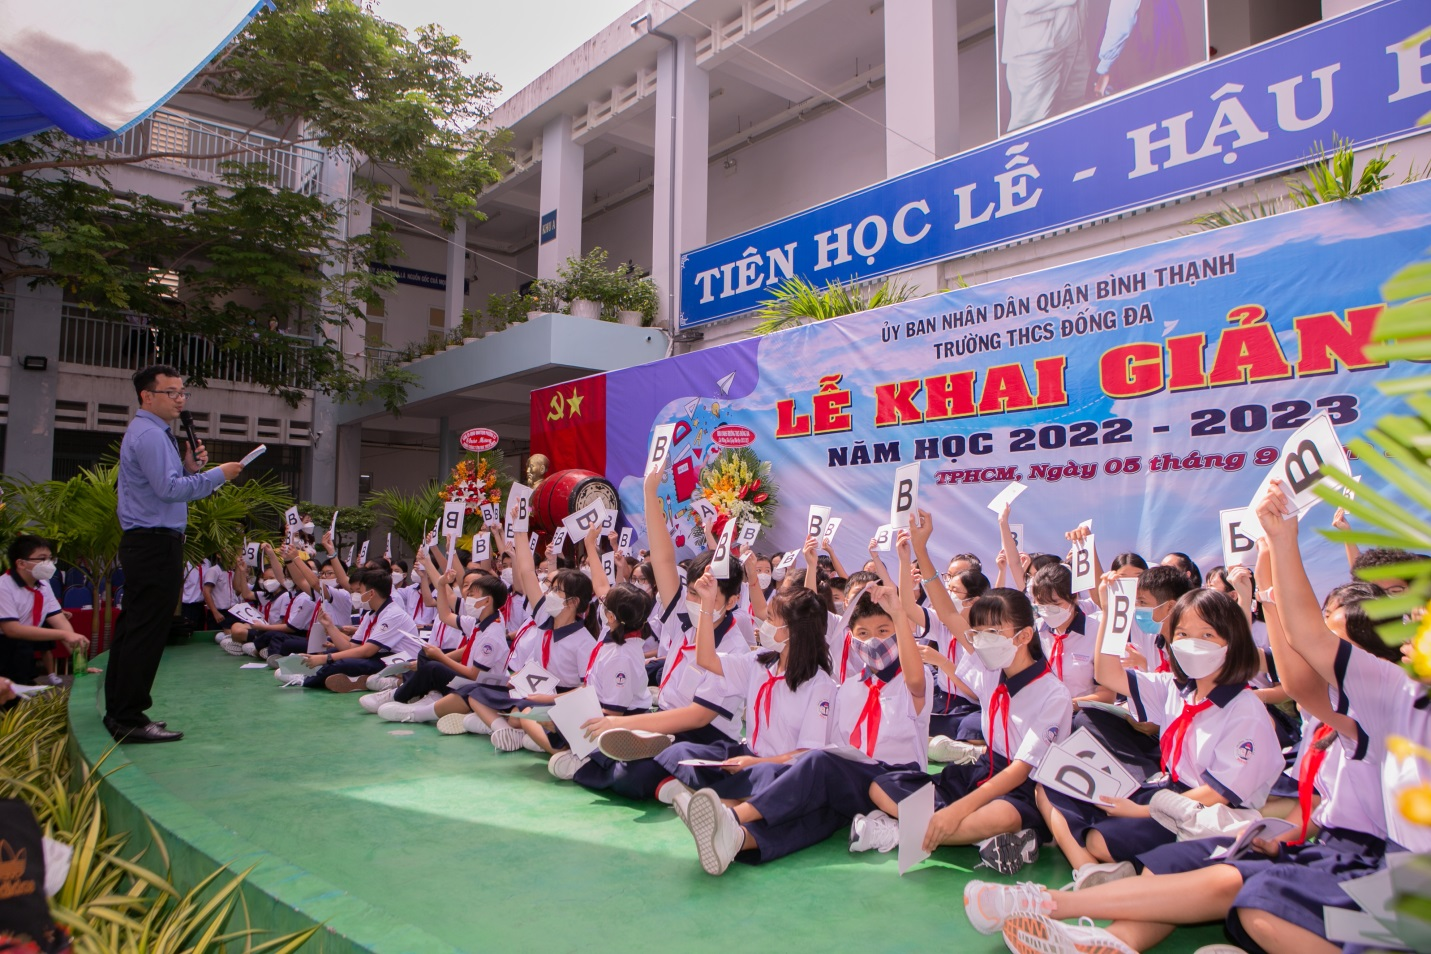 TIÊN HỌC LỄ - HẬU
KHU A
ỦY BAN NHÂN DÂN QUẬN BÌNH THẠNH
TRƯỜNG THCS ĐỐNG ĐA
LỄ KHAI GIẢN
NĂM HỌC 2022 - 2023
TPHCM, Ngày 05 tháng 9
B
B
B
B
B
B
B
B
B
B
B
B
A
A
D
C